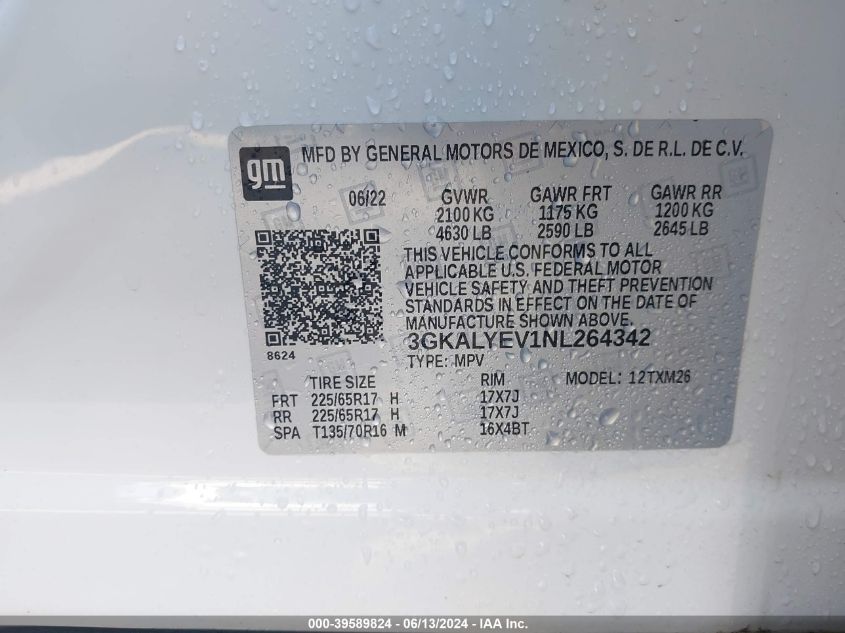 gm
MFD BY GENERAL MOTORS DE MEXICO, S. DE R.L. DE C.V.
06/22 GVWR GAWR FRT GAWR RR
2100 KG 1175 KG 1200 KG
4630 LB 2590 LB 2645 LB
THIS VEHICLE CONFORMS TO ALL
APPLICABLE U.S. FEDERAL MOTOR
VEHICLE SAFETY AND THEFT PREVENTION
STANDARDS IN EFFECT ON THE DATE OF
MANUFACTURE SHOWN ABOVE.
3GKALYEV1NL264342
8624
TYPE: MPV
TIRE SIZE RIM MODEL: 12TXM26
FRT 225/65R17 H 17X7J
RR 225/65R17 H 17X7J
SPA T135/70R16 M 16X4BT
000-39589824 - 06/13/2024 - IAA Inc.